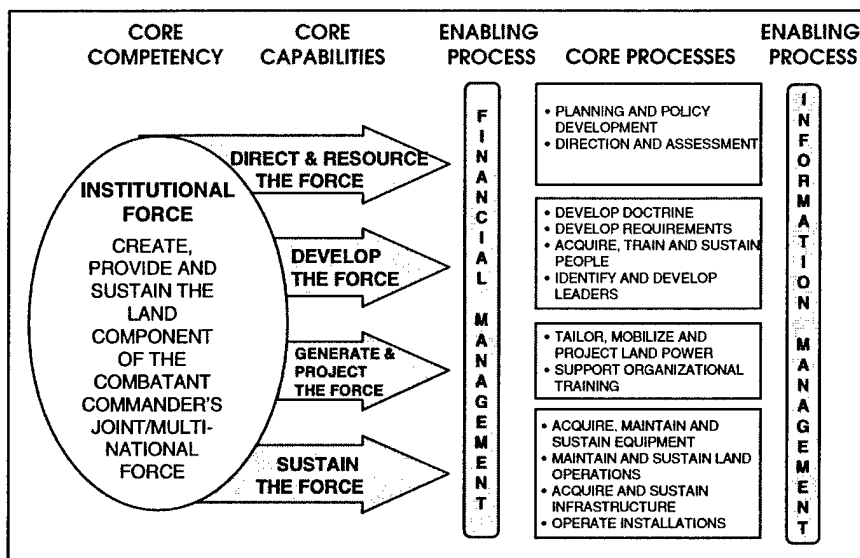 CORE
COMPETENCY
CORE
CAPABILITIES
ENABLING
PROCESS
CORE PROCESSES
ENABLING
PROCESS
INSTITUTIONAL
FORCE
CREATE,
PROVIDE AND
SUSTAIN THE
LAND
COMPONENT
OF THE
COMBATANT
COMMANDER'S
JOINT/MULTI-
NATIONAL
FORCE
DIRECT & RESOURCE
THE FORCE
DEVELOP
THE FORCE
GENERATE &
PROJECT
THE FORCE
SUSTAIN
THE FORCE
FINANCIAL MANAGEMENT
• PLANNING AND POLICY
DEVELOPMENT
• DIRECTION AND ASSESSMENT
• DEVELOP DOCTRINE
• DEVELOP REQUIREMENTS
• ACQUIRE, TRAIN AND SUSTAIN
PEOPLE
• IDENTIFY AND DEVELOP
LEADERS
• TAILOR, MOBILIZE AND
PROJECT LAND POWER
• SUPPORT ORGANIZATIONAL
TRAINING
• ACQUIRE, MAINTAIN AND
SUSTAIN EQUIPMENT
• MAINTAIN AND SUSTAIN LAND
OPERATIONS
• ACQUIRE AND SUSTAIN
INFRASTRUCTURE
• OPERATE INSTALLATIONS
INFORMATION MANAGEMENT